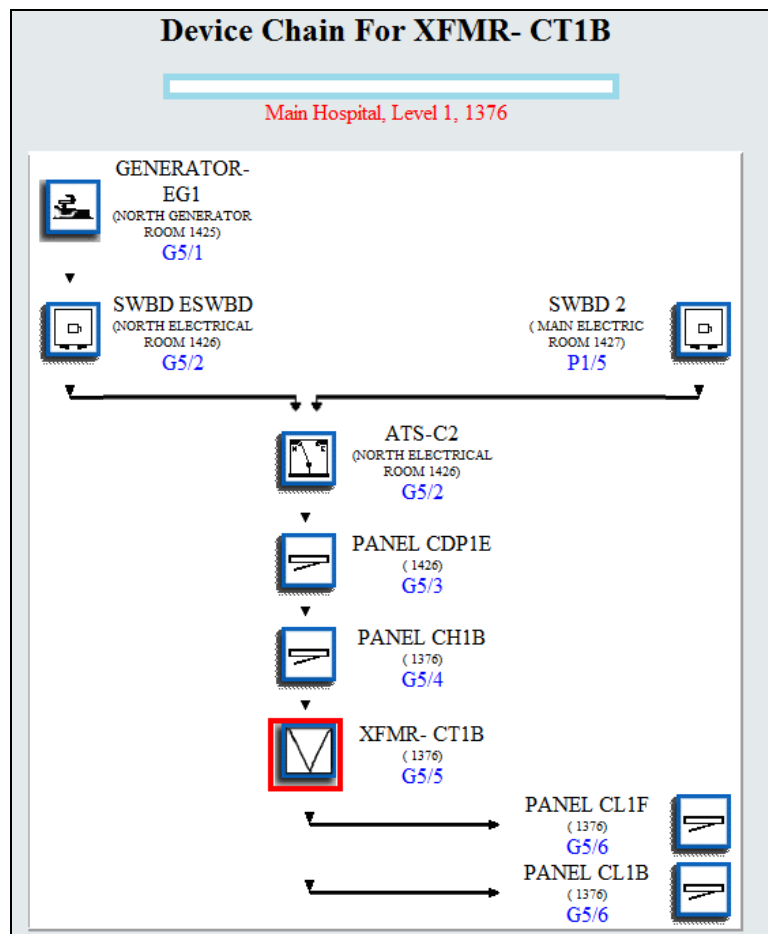 Device Chain For XFMR- CT1B
Main Hospital, Level 1, 1376
GENERATOR-
EG1
(NORTH GENERATOR
ROOM 1425)
G5/1
SWBD ESWBD
(NORTH ELECTRICAL
ROOM 1426)
G5/2
SWBD 2
( MAIN ELECTRIC
ROOM 1427)
P1/5
ATS-C2
(NORTH ELECTRICAL
ROOM 1426)
G5/2
PANEL CDP1E
( 1426)
G5/3
PANEL CH1B
( 1376)
G5/4
XFMR- CT1B
( 1376)
G5/5
PANEL CL1F
( 1376)
G5/6
PANEL CL1B
( 1376)
G5/6